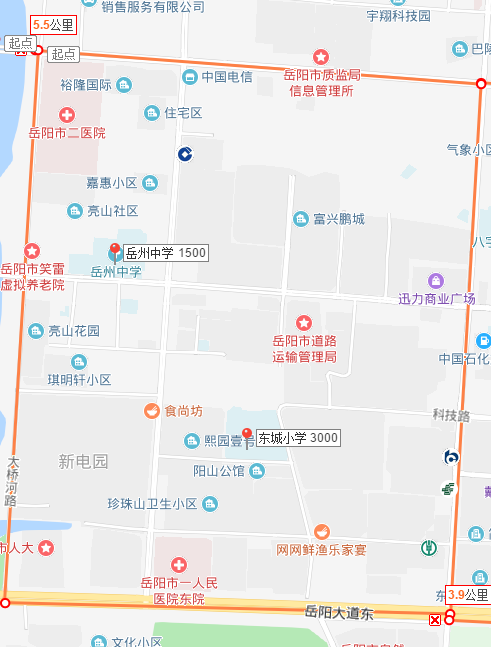 销售服务有限公司
宇翔科技园
5.5公里
起点
起点
巴陵
岳阳市质监局
信息管理所
中国电信
裕隆国际
住宅区
岳阳市二医院
气象小区
嘉惠小区
亮山社区
富兴鹏城
八字
岳州中学 1500
岳州中学
岳阳市笑雷
虚拟养老院
迅力商业广场
亮山花园
岳阳市道路
运输管理局
中国石化
琪明轩小区
食尚坊
科技路
熙园壹号
东城小学 3000
新电园
阳山公馆
太桥河路
珍珠山卫生小区
网网鲜渔乐家宴
市人大
岳阳市一人民
医院东院
东
3.9公里
岳阳大道东
文化小区